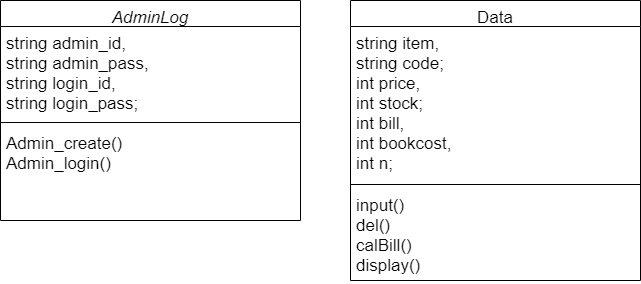 AdminLog
string admin_id,
string admin_pass,
string login_id,
string login_pass;
Admin_create()
Admin_login()
Data
string item,
string code;
int price,
int stock;
int bill,
int bookcost,
int n;
input()
del()
calBill()
display()